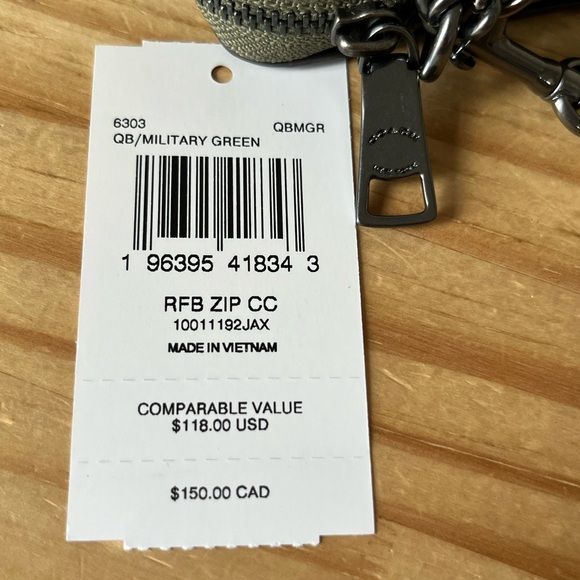 6303 QBMGR
QB/MILITARY GREEN
1 96395 41834 3
RFB ZIP CC
10011192JAX
MADE IN VIETNAM
COMPARABLE VALUE
$118.00 USD
$150.00 CAD